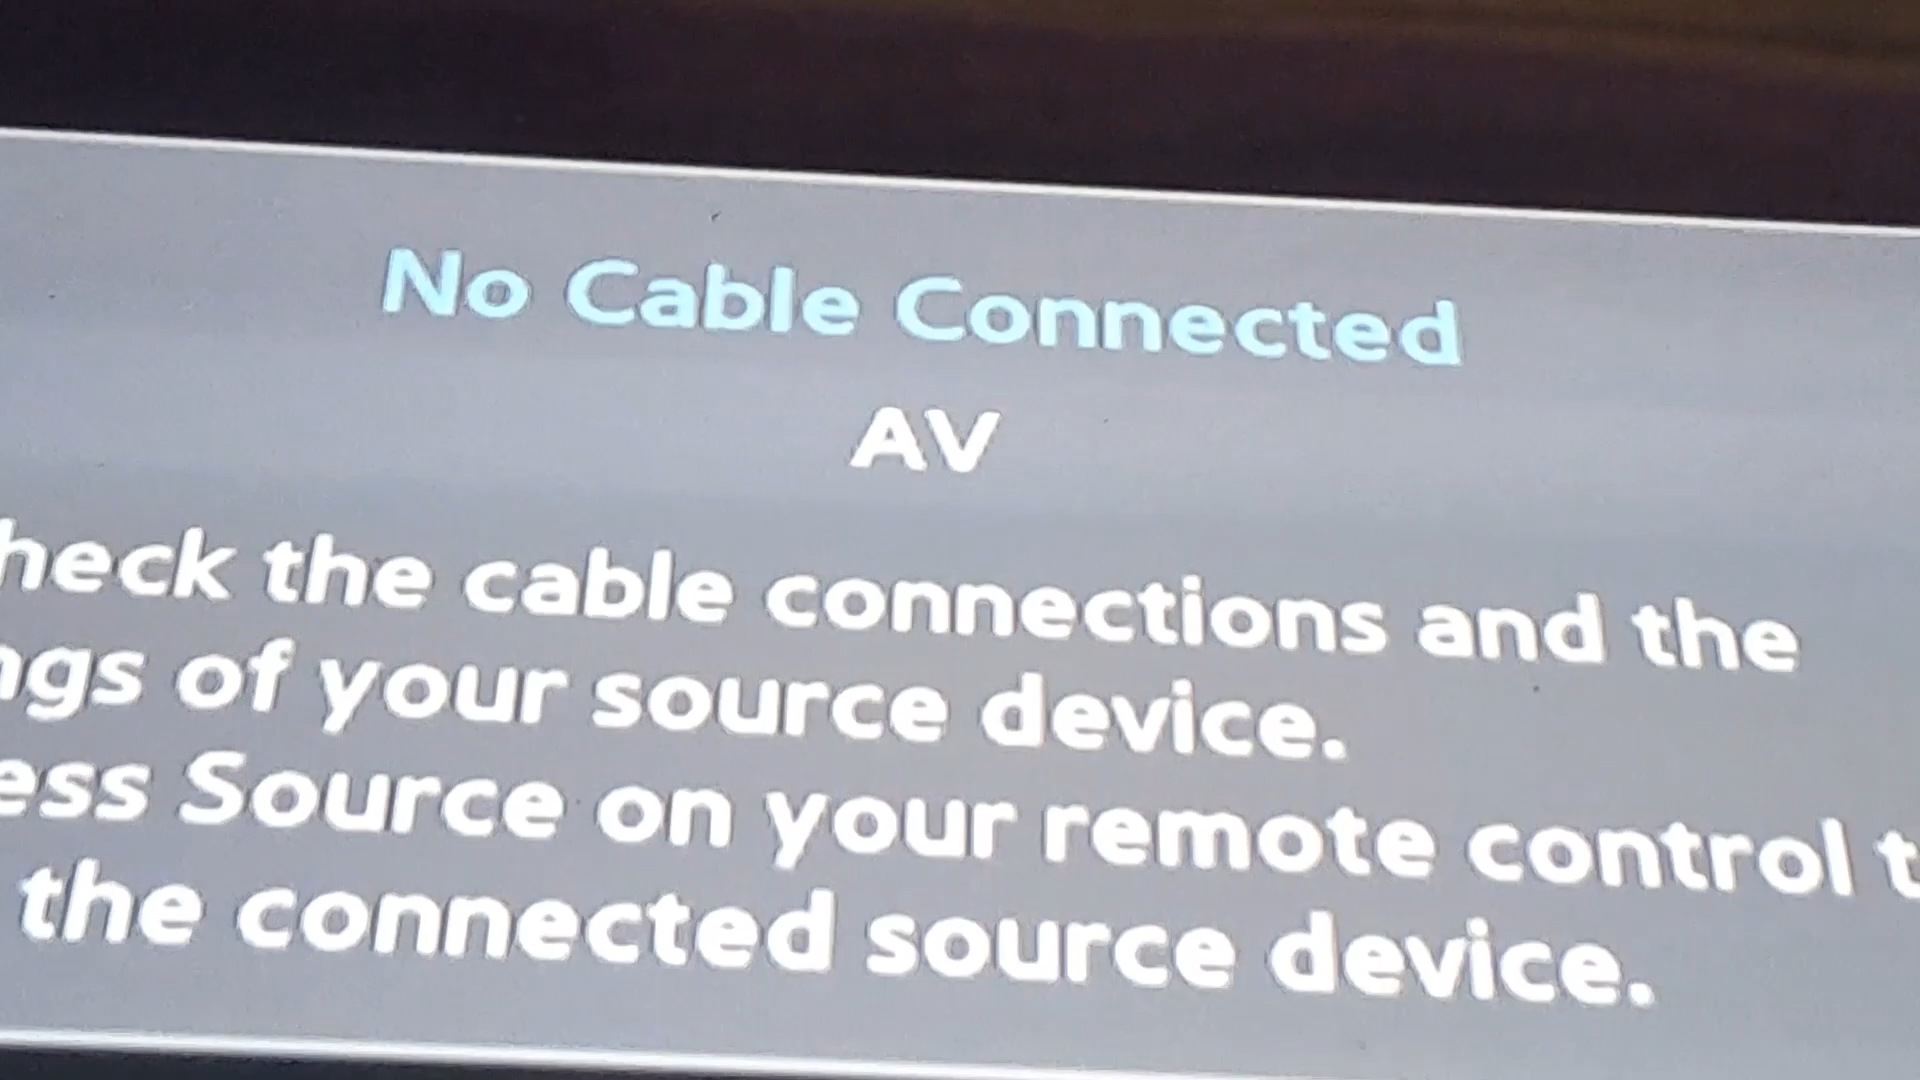 No Cable Connected
AV
heck the cable connections and the
ngs of your source device.
ess Source on your remote control t
the connected source device.